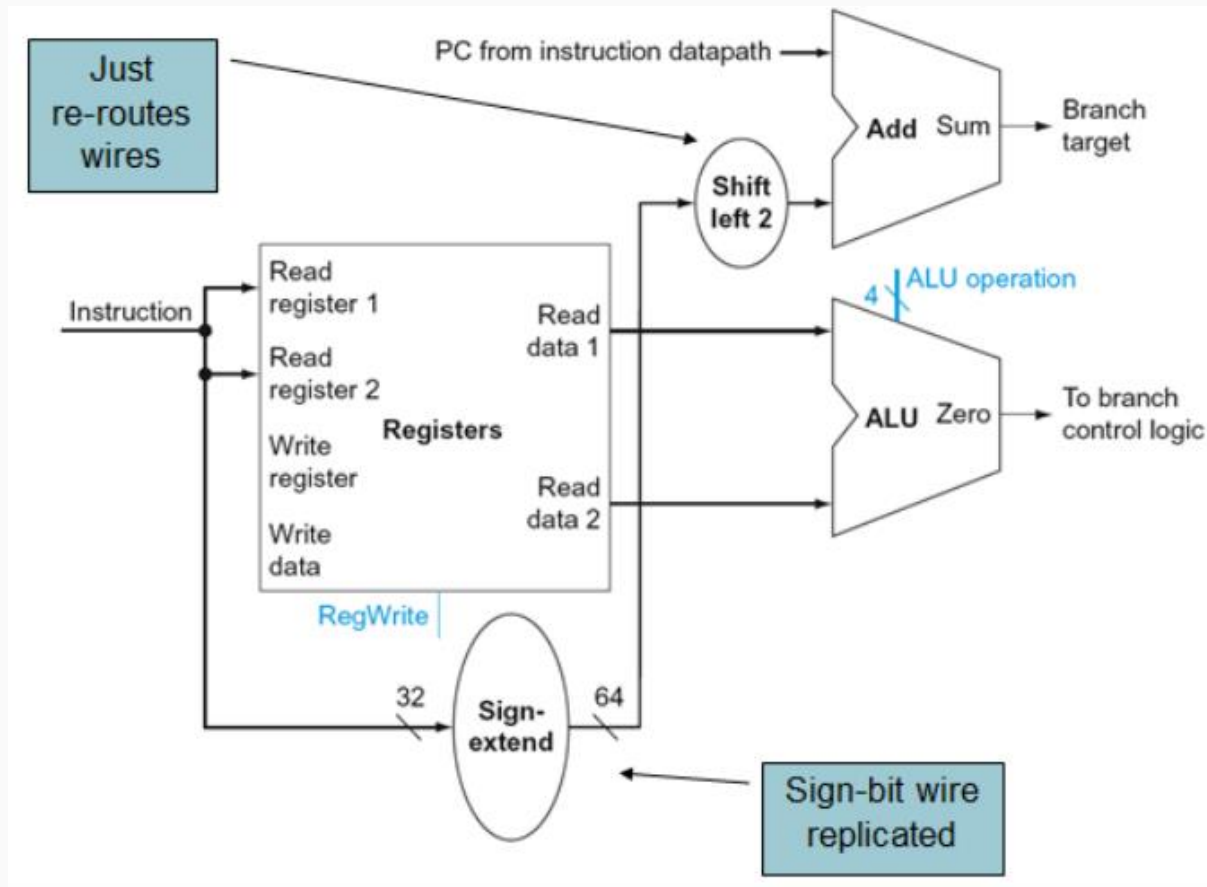 Just
re-routes
wires
PC from instruction datapath
Add Sum
Branch
target
Shift
left 2
Instruction
Read
register 1
Read
register 2
Write
register
Write
data
Registers
Read
data 1
Read
data 2
RegWrite
4
ALU operation
ALU Zero
To branch
control logic
32
Sign-
extend
64
Sign-bit wire
replicated